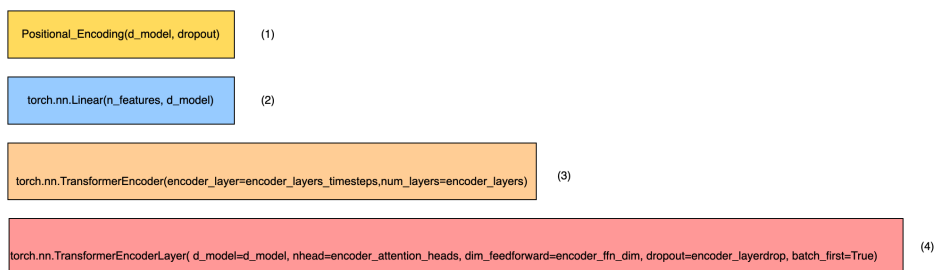 Positional_Encoding(d_model, dropout) (1)
torch.nn.Linear(n_features, d_model) (2)
torch.nn.TransformerEncoder(encoder_layer=encoder_layers_timesteps,num_layers=encoder_layers) (3)
torch.nn.TransformerEncoderLayer( d_model=d_model, nhead=encoder_attention_heads, dim_feedforward=encoder_ffn_dim, dropout=encoder_layerdrop, batch_first=True) (4)